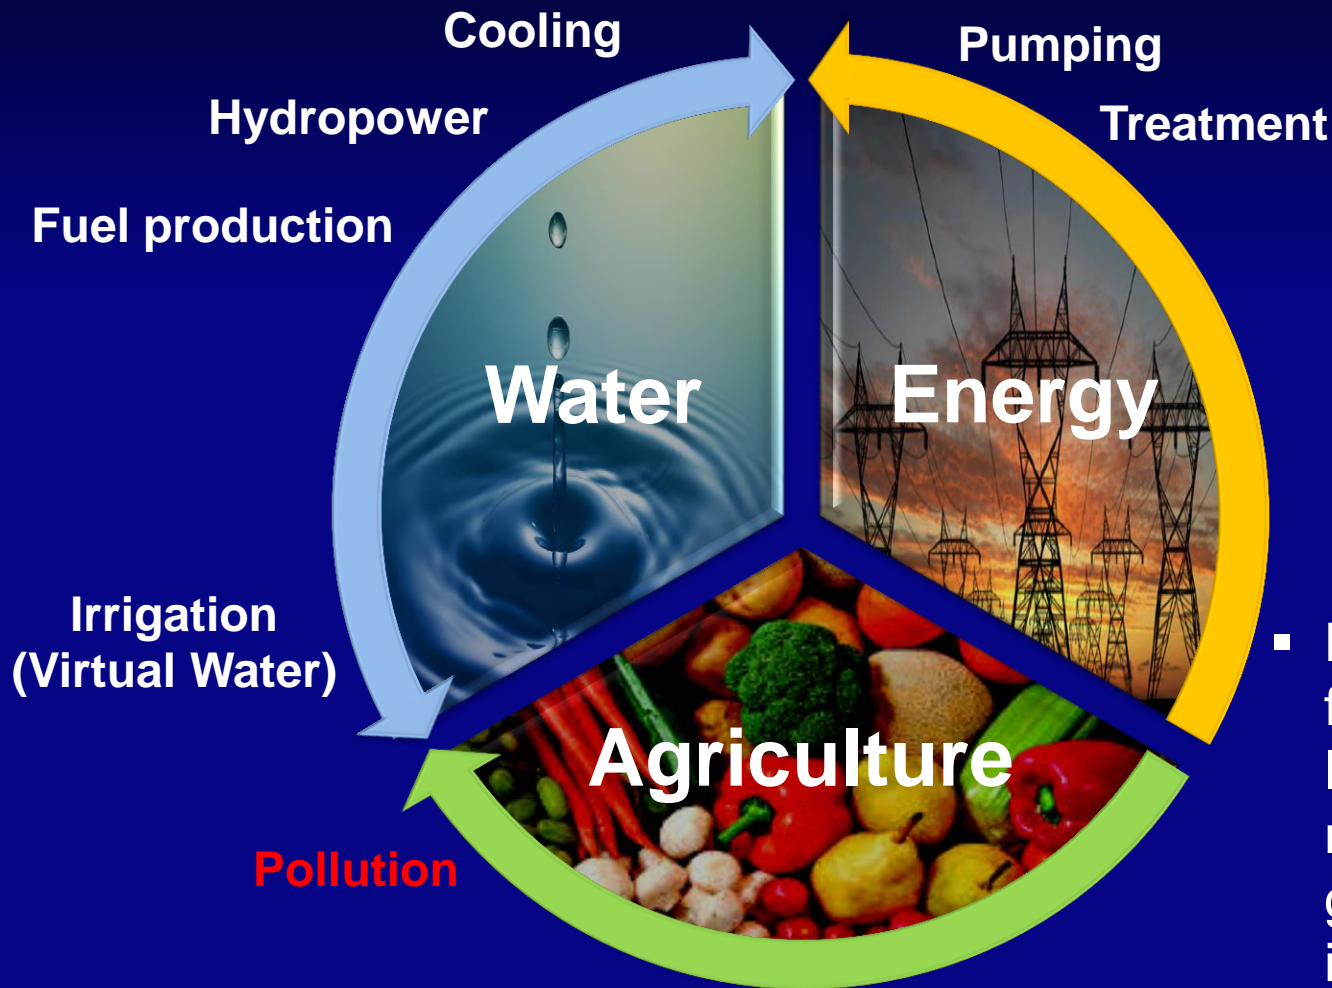 Cooling
Pumping
Hydropower
Treatment
Fuel production
Water
Energy
Irrigation
(Virtual Water)
Agriculture
Pollution